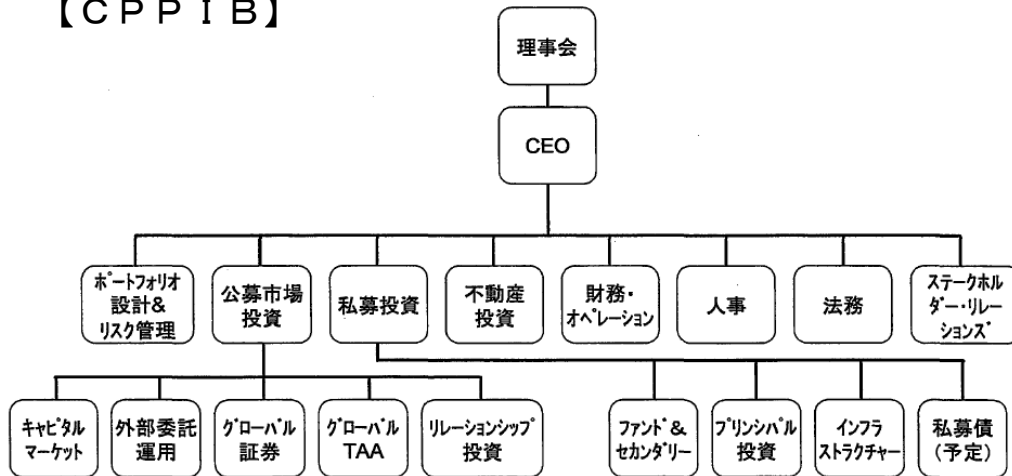 【CPPIB】
理事会
CEO
ポートフォリオ
設計&
リスク管理
公募市場
投資
私募投資
不動産
投資
財務・
オペレーション
人事
法務
ステークホル
ダー・リレー
ションズ
キャピタル
マーケット
外部委託
運用
グローバル
証券
グローバル
TAA
リレーションシップ
投資
ファンド&
セカンダリー
プリンシパル
投資
インフラ
ストラクチャー
私募債
(予定)